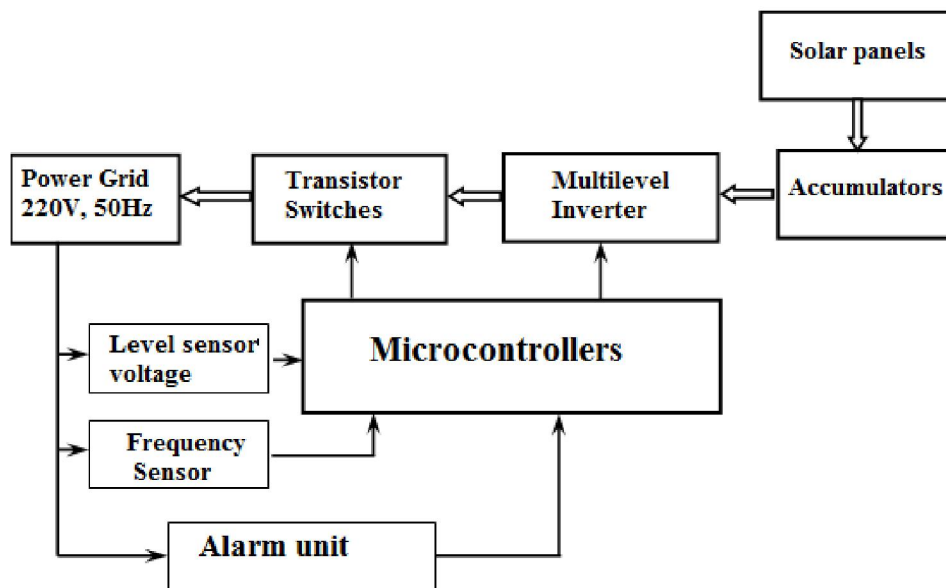 Solar panels
Power Grid
220V, 50Hz
Transistor
Switches
Multilevel
Inverter
Accumulators
Level sensor
voltage
Microcontrollers
Frequency
Sensor
Alarm unit